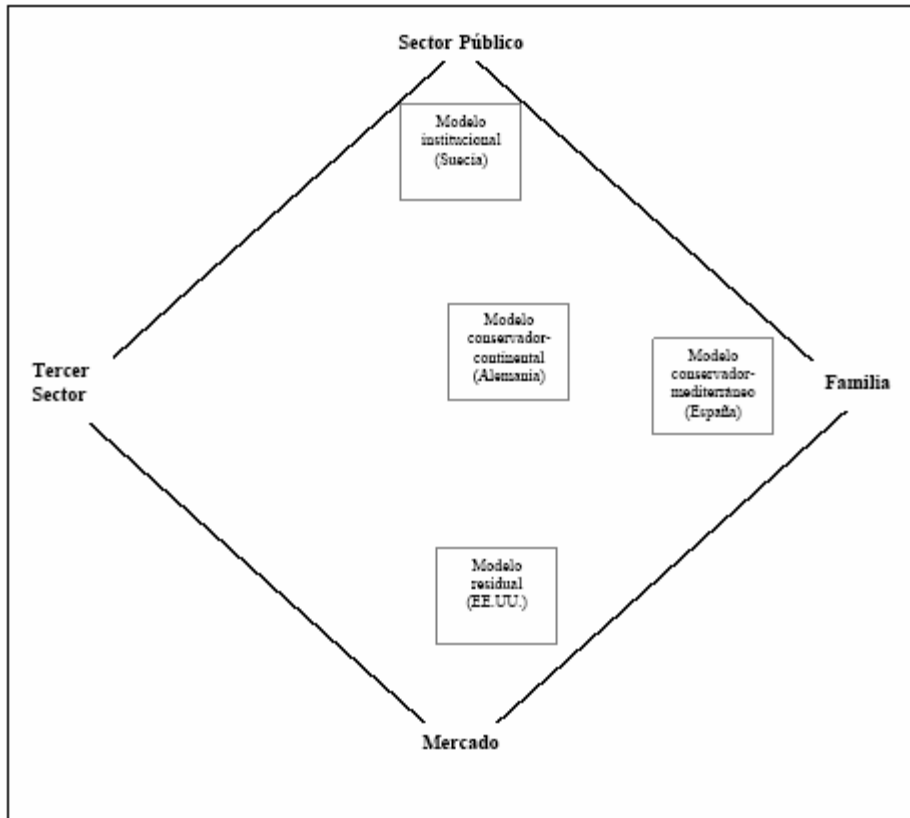 Sector Público
Modelo
institucional
(Suecia)
Modelo
conservador-
continental
(Alemania)
Modelo
conservador-
mediterráneo
(España)
Tercer
Sector
Familia
Modelo
residual
(EE.UU.)
Mercado